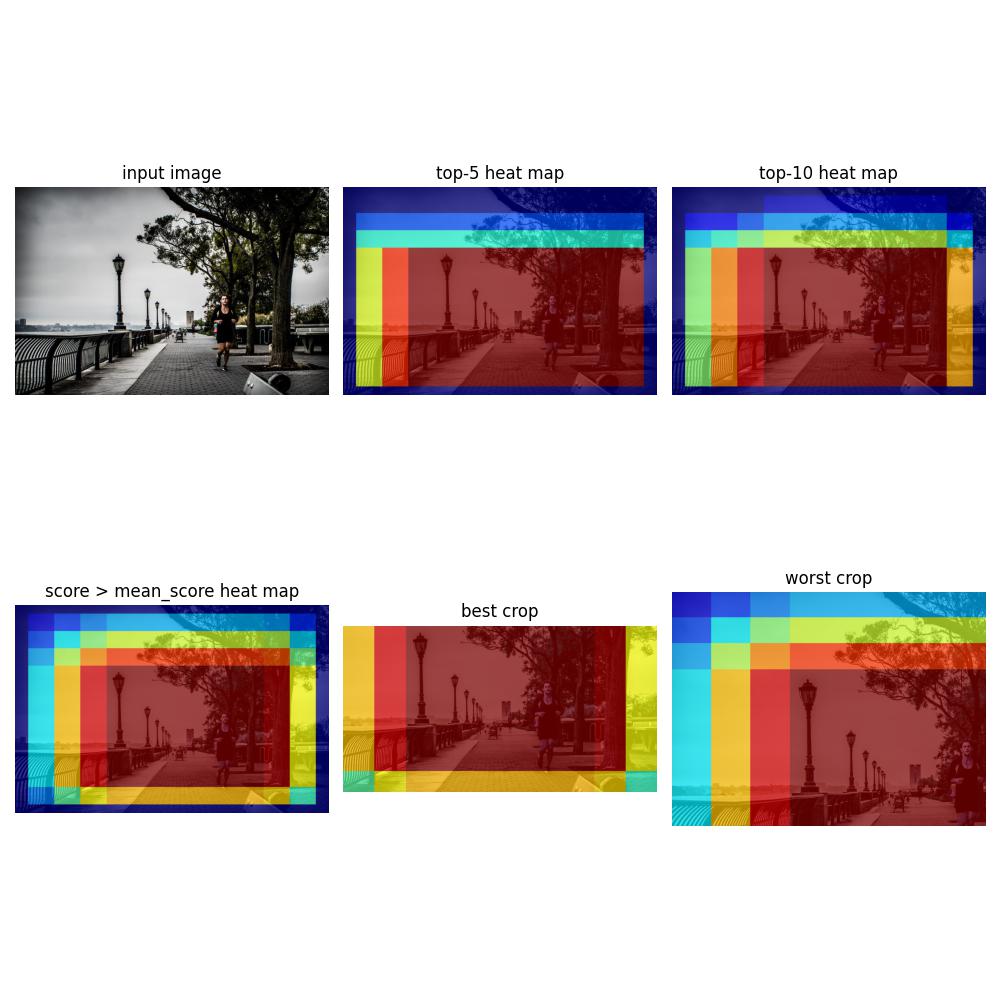 input image
top-5 heat map
top-10 heat map
score > mean_score heat map
best crop
worst crop